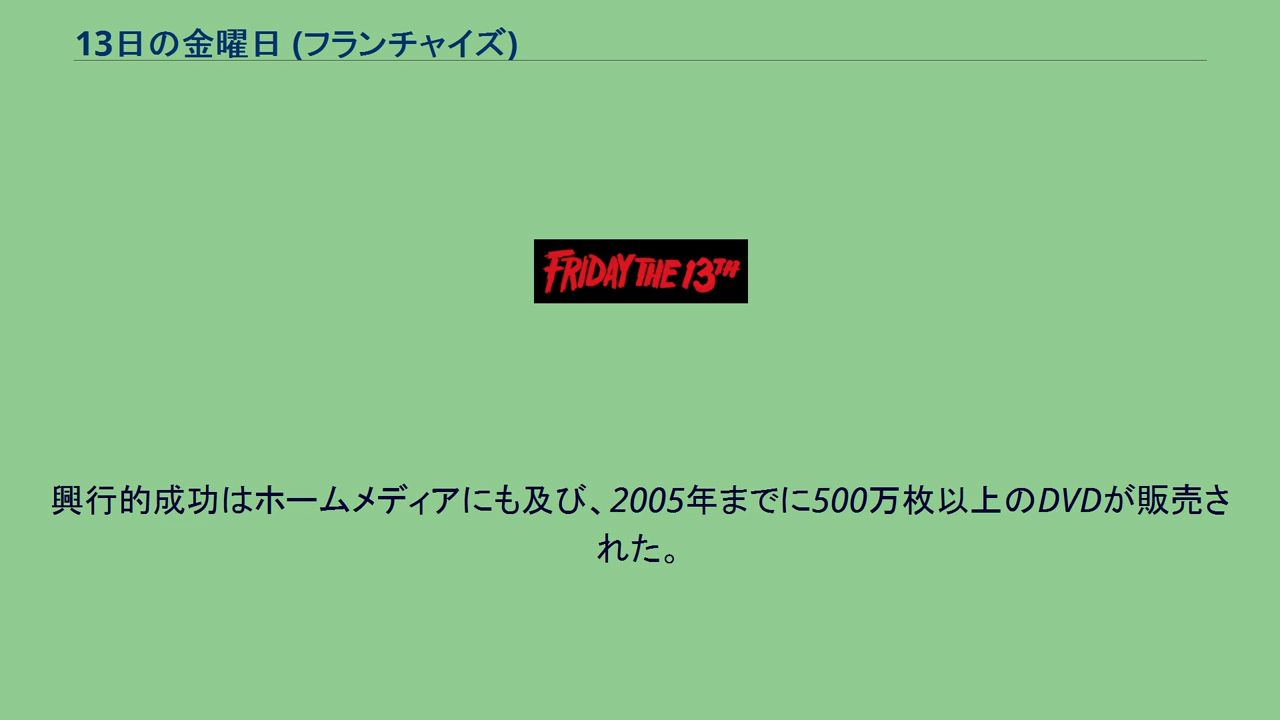 13日の金曜日 (フランチャイズ)
FRIDAY THE 13TH
興行的成功はホームメディアにも及び、2005年までに500万枚以上のDVDが販売さ
れた。